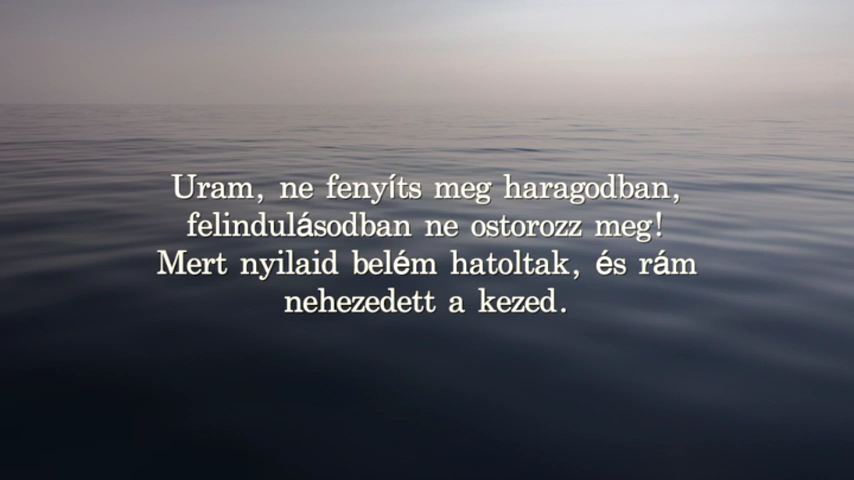 Uram, ne fenyíts meg haragodban,
felindulásodban ne ostorozz meg!
Mert nyilaid belém hatoltak, és rám
nehezedett a kezed.